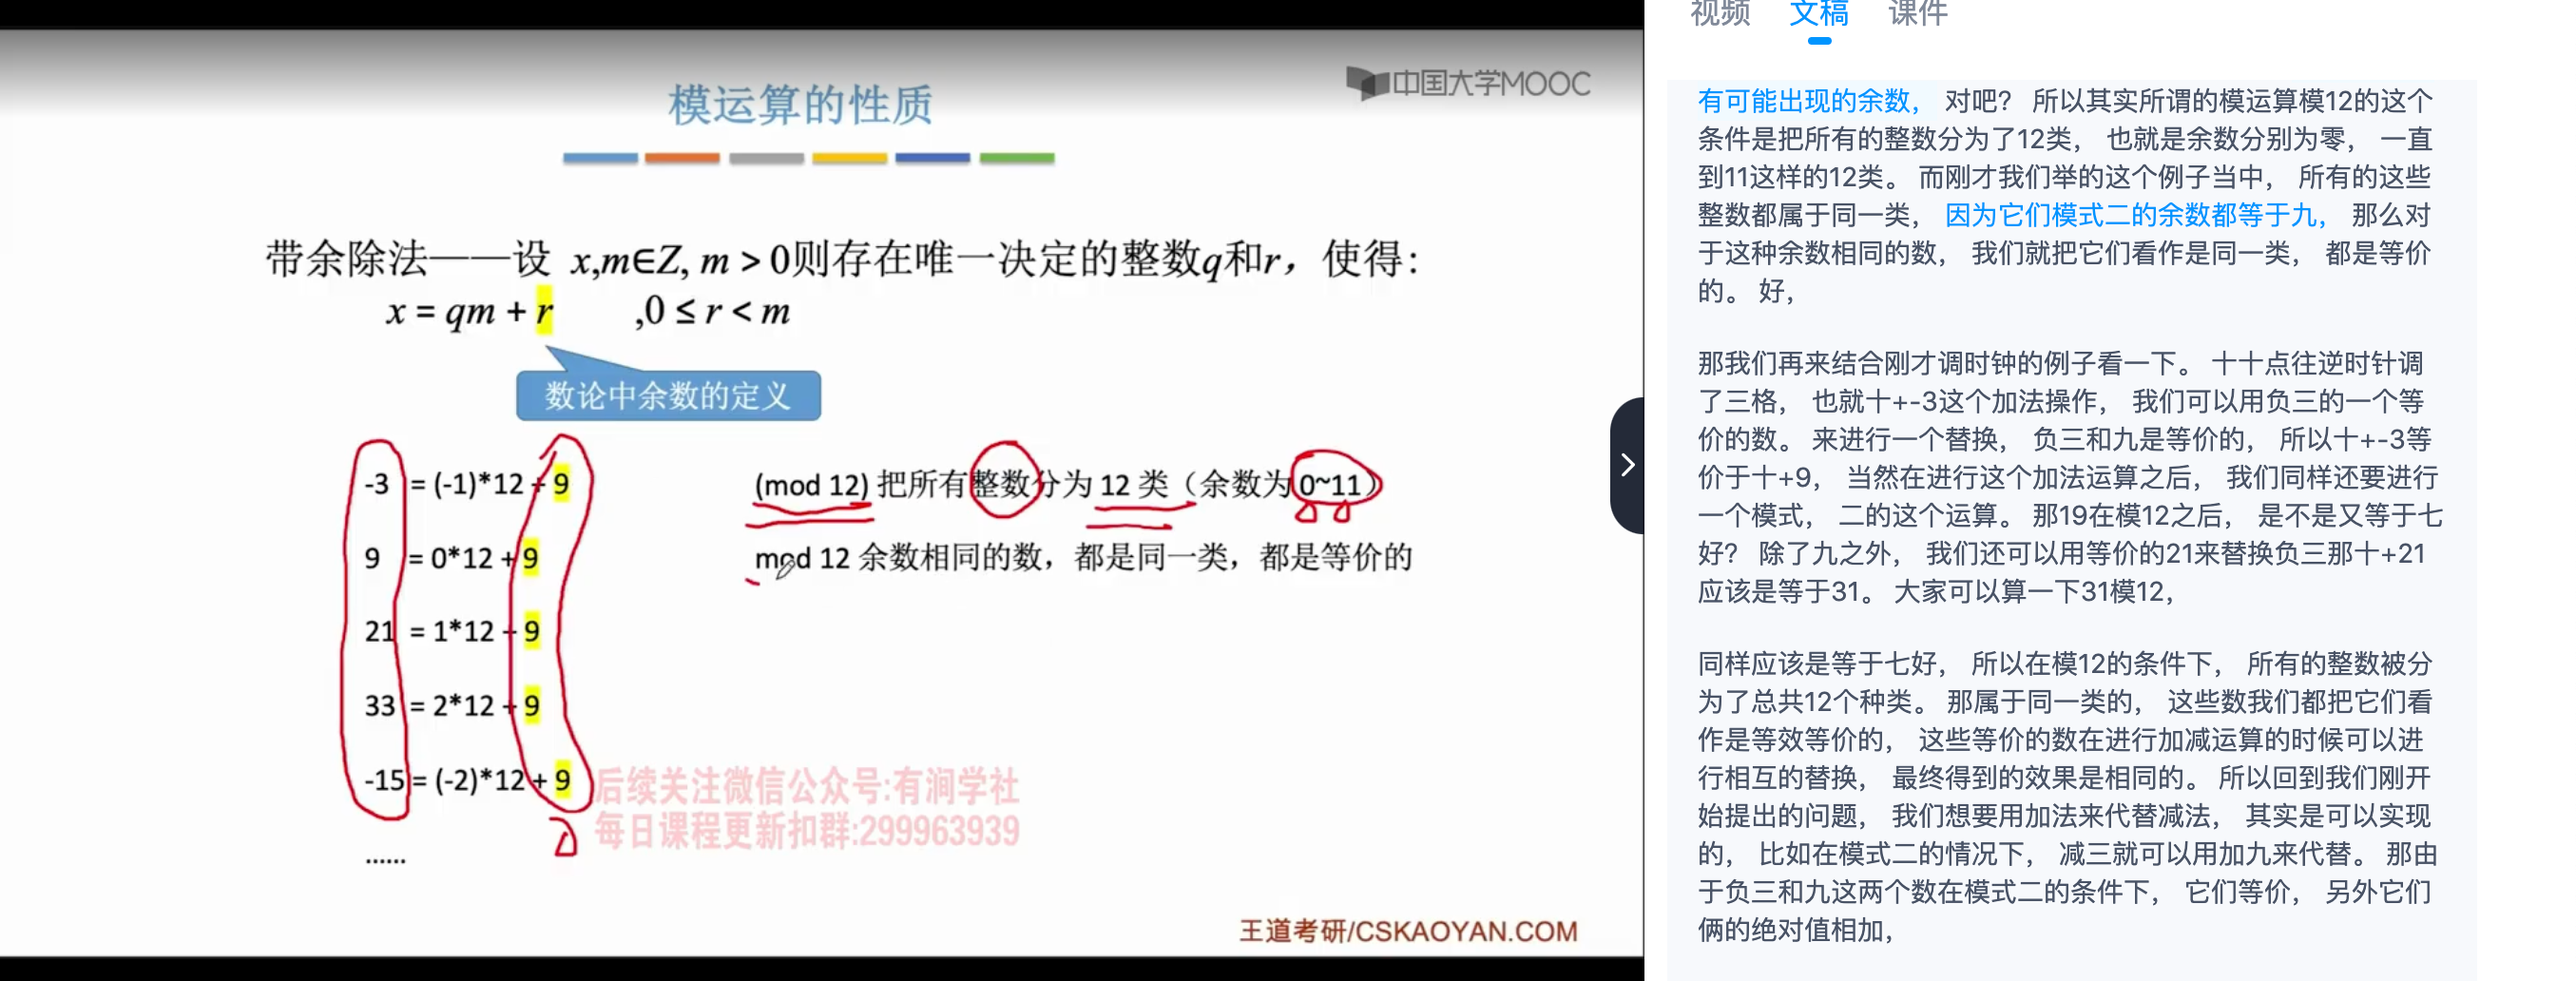 中国大学MOOC
模运算的性质
带余除法——设 x,m∈Z, m > 0则存在唯一决定的整数q和r，使得：
x = qm + r ,0 ≤ r < m
数论中余数的定义
-3 = (-1)*12 + 9
9 = 0*12 + 9
21 = 1*12 + 9
33 = 2*12 + 9
-15 = (-2)*12 + 9
......
(mod 12) 把所有整数分为 12 类（余数为 0~11）
mod 12 余数相同的数，都是同一类，都是等价的
后续关注微信公众号:有涧学社
每日课程更新扣群:299963939
王道考研/CSKAOYAN.COM
视频 文稿 课件
有可能出现的余数， 对吧？ 所以其实所谓的模运算模12的这个
条件是把所有的整数分为了12类， 也就是余数分别为零， 一直
到11这样的12类。 而刚才我们举的这个例子当中， 所有的这些
整数都属于同一类， 因为它们模式二的余数都等于九， 那么对
于这种余数相同的数， 我们就把它们看作是同一类， 都是等价
的。 好，
那我们再来结合刚才调时钟的例子看一下。 十十点往逆时针调
了三格， 也就十+-3这个加法操作， 我们可以用负三的一个等
价的数。 来进行一个替换， 负三和九是等价的， 所以十+-3等
价于十+9， 当然在进行这个加法运算之后， 我们同样还要进行
一个模式， 二的这个运算。 那19在模12之后， 是不是又等于七
好？ 除了九之外， 我们还可以用等价的21来替换负三那十+21
应该是等于31。 大家可以算一下31模12，
同样应该是等于七好， 所以在模12的条件下， 所有的整数被分
为了总共12个种类。 那属于同一类的， 这些数我们都把它们看
作是等效等价的， 这些等价的数在进行加减运算的时候可以进
行相互的替换， 最终得到的效果是相同的。 所以回到我们刚开
始提出的问题， 我们想要用加法来代替减法， 其实是可以实现
的， 比如在模式二的情况下， 减三就可以用加九来代替。 那由
于负三和九这两个数在模式二的条件下， 它们等价， 另外它们
俩的绝对值相加，